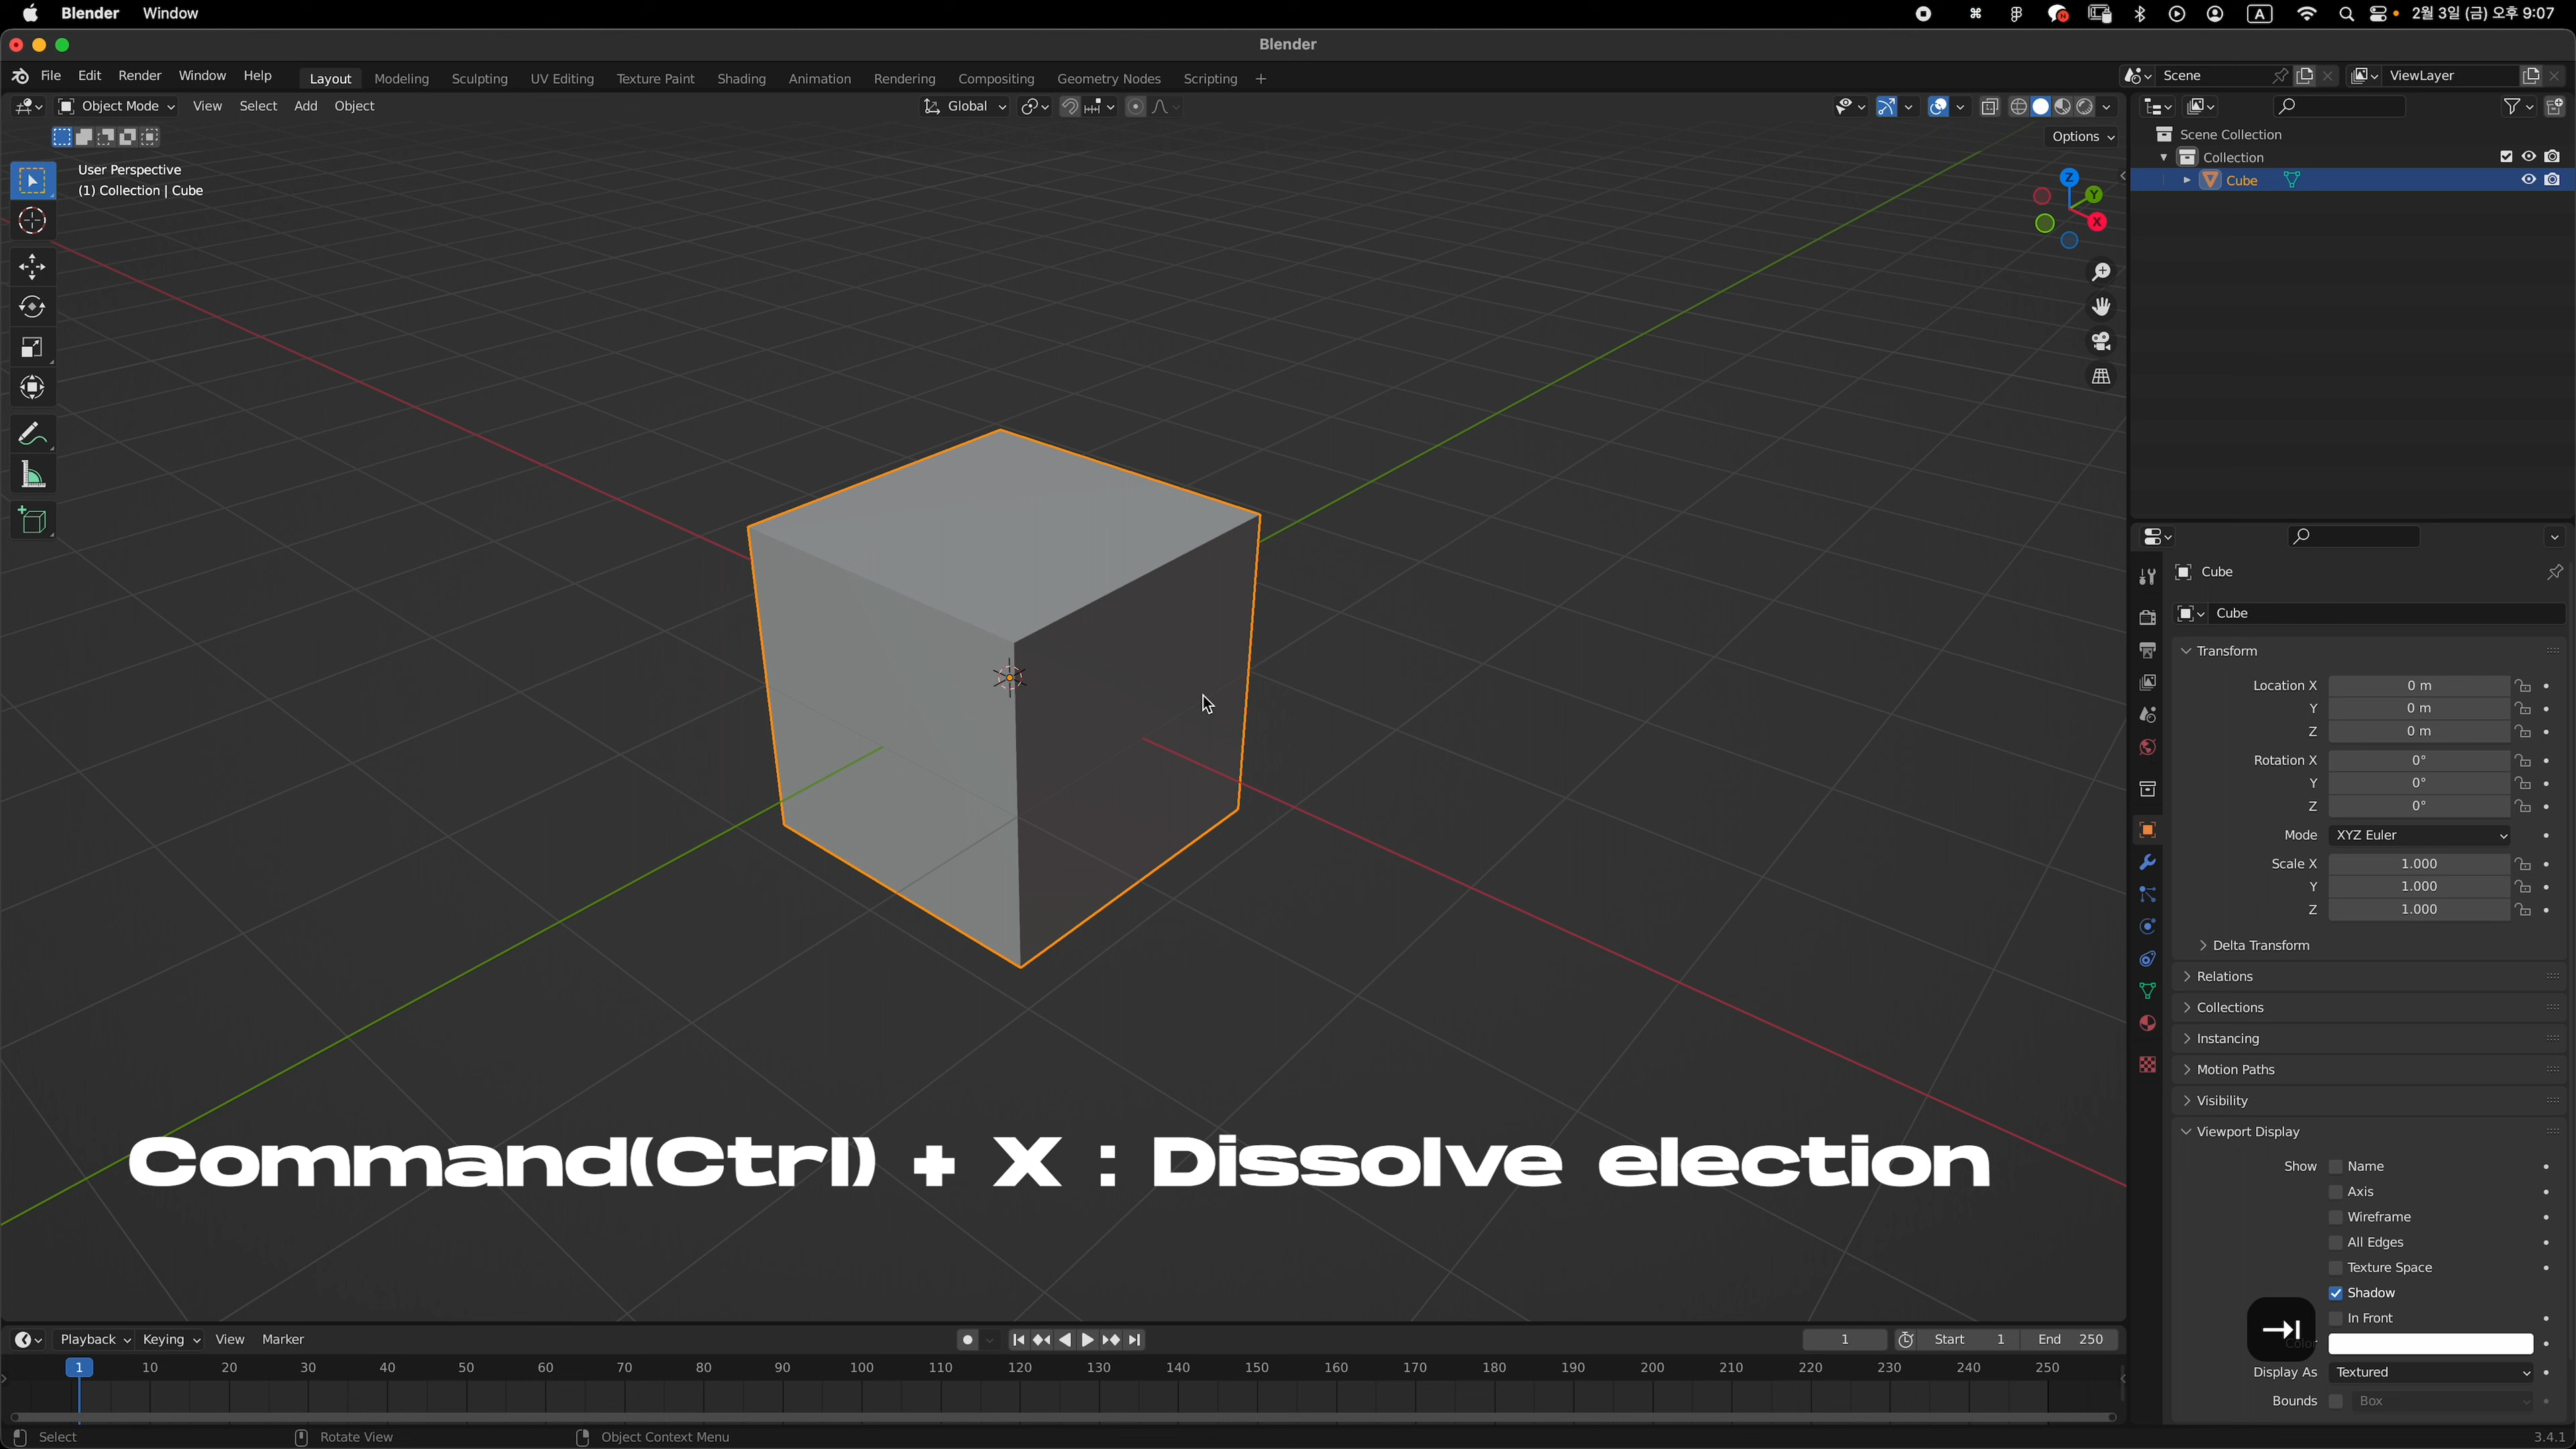 Blender Window
A 2월 3일 (금) 오후 9:07
Blender
File Edit Render Window Help Layout Modeling Sculpting UV Editing Texture Paint Shading Animation Rendering Compositing Geometry Nodes Scripting + Scene ViewLayer
Object Mode View Select Add Object Global
Options
User Perspective
(1) Collection | Cube
Z
Y
X
Scene Collection
Collection
Cube
Cube
Cube
Transform
Location X 0 m
Y 0 m
Z 0 m
Rotation X 0°
Y 0°
Z 0°
Mode XYZ Euler
Scale X 1.000
Y 1.000
Z 1.000
Delta Transform
Relations
Collections
Instancing
Motion Paths
Visibility
Viewport Display
Show Name
Axis
Wireframe
All Edges
Texture Space
Shadow
In Front
Color
Display As Textured
Bounds Box
Command(Ctrl) + X : Dissolve election
Playback Keying View Marker 1 Start 1 End 250
1 10 20 30 40 50 60 70 80 90 100 110 120 130 140 150 160 170 180 190 200 210 220 230 240 250
Select Rotate View Object Context Menu 3.4.1